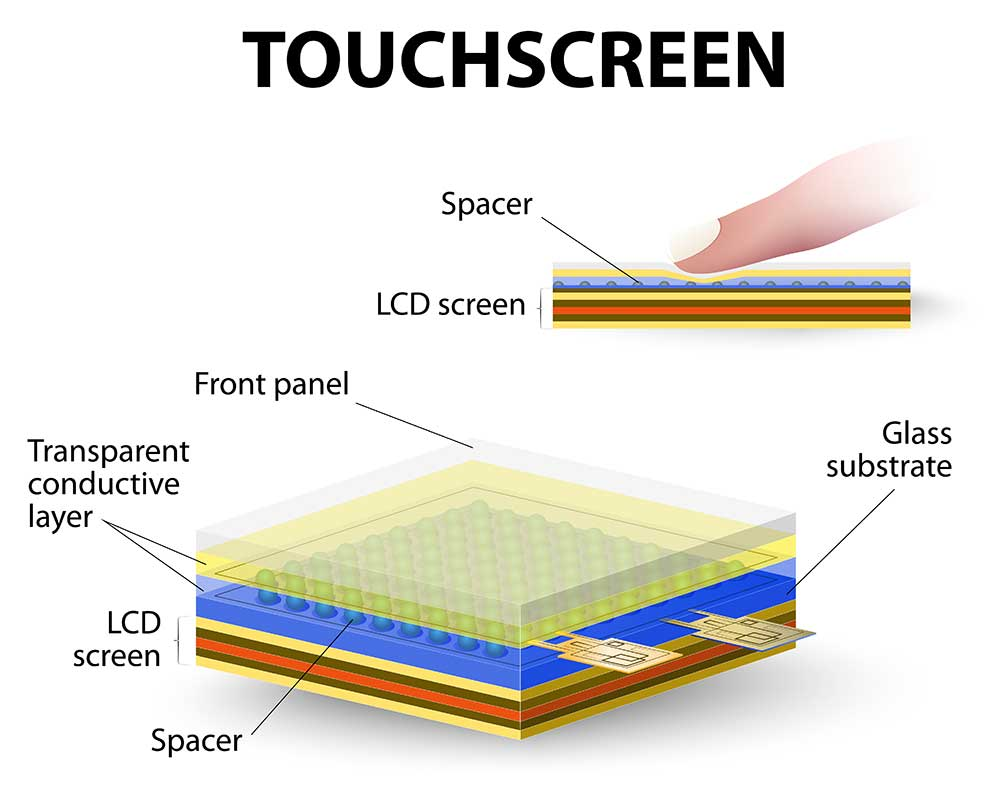 TOUCHSCREEN
Spacer
LCD screen
Front panel
Transparent
conductive
layer
Glass
substrate
LCD
screen
Spacer